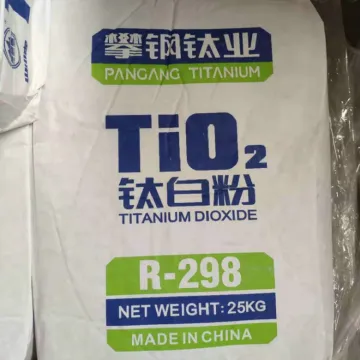 攀钢钛业
PANGANG TITANIUM
TiO2
钛白粉
TITANIUM DIOXIDE
R-298
NET WEIGHT: 25KG
MADE IN CHINA